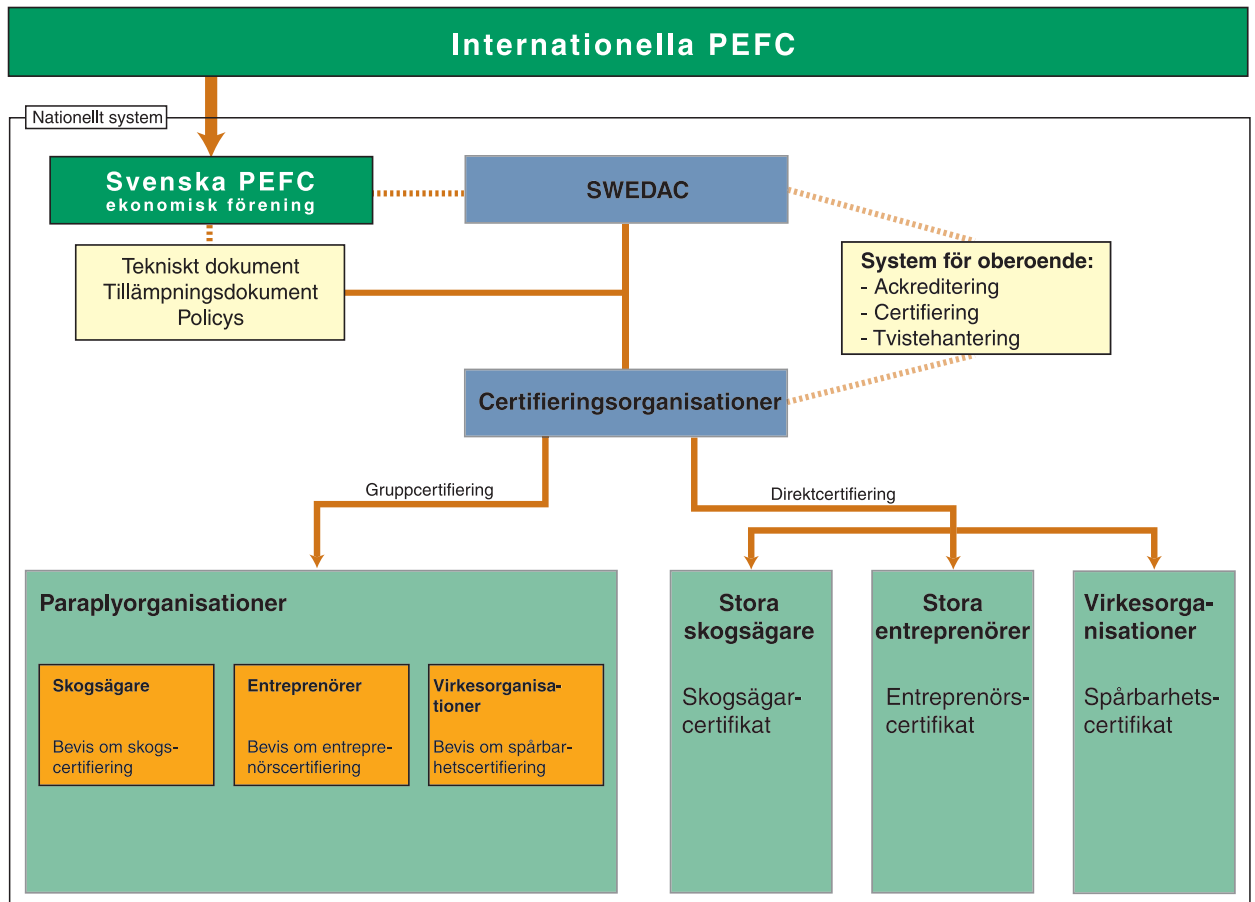 Internationella PEFC
Nationellt system
Svenska PEFC
ekonomisk förening
SWEDAC
Tekniskt dokument
Tillämpningsdokument
Policys
System för oberoende:
- Ackreditering
- Certifiering
- Tvistehantering
Certifieringsorganisationer
Gruppcertifiering
Direktcertifiering
Paraplyorganisationer
Skogsägare
Bevis om skogs-
certifiering
Entreprenörer
Bevis om entrepre-
nörscertifiering
Virkesorganisa-
tioner
Bevis om spårbar-
hetscertifiering
Stora
skogsägare
Skogsägar-
certifikat
Stora
entreprenörer
Entreprenörs-
certifikat
Virkesorga-
nisationer
Spårbarhets-
certifikat